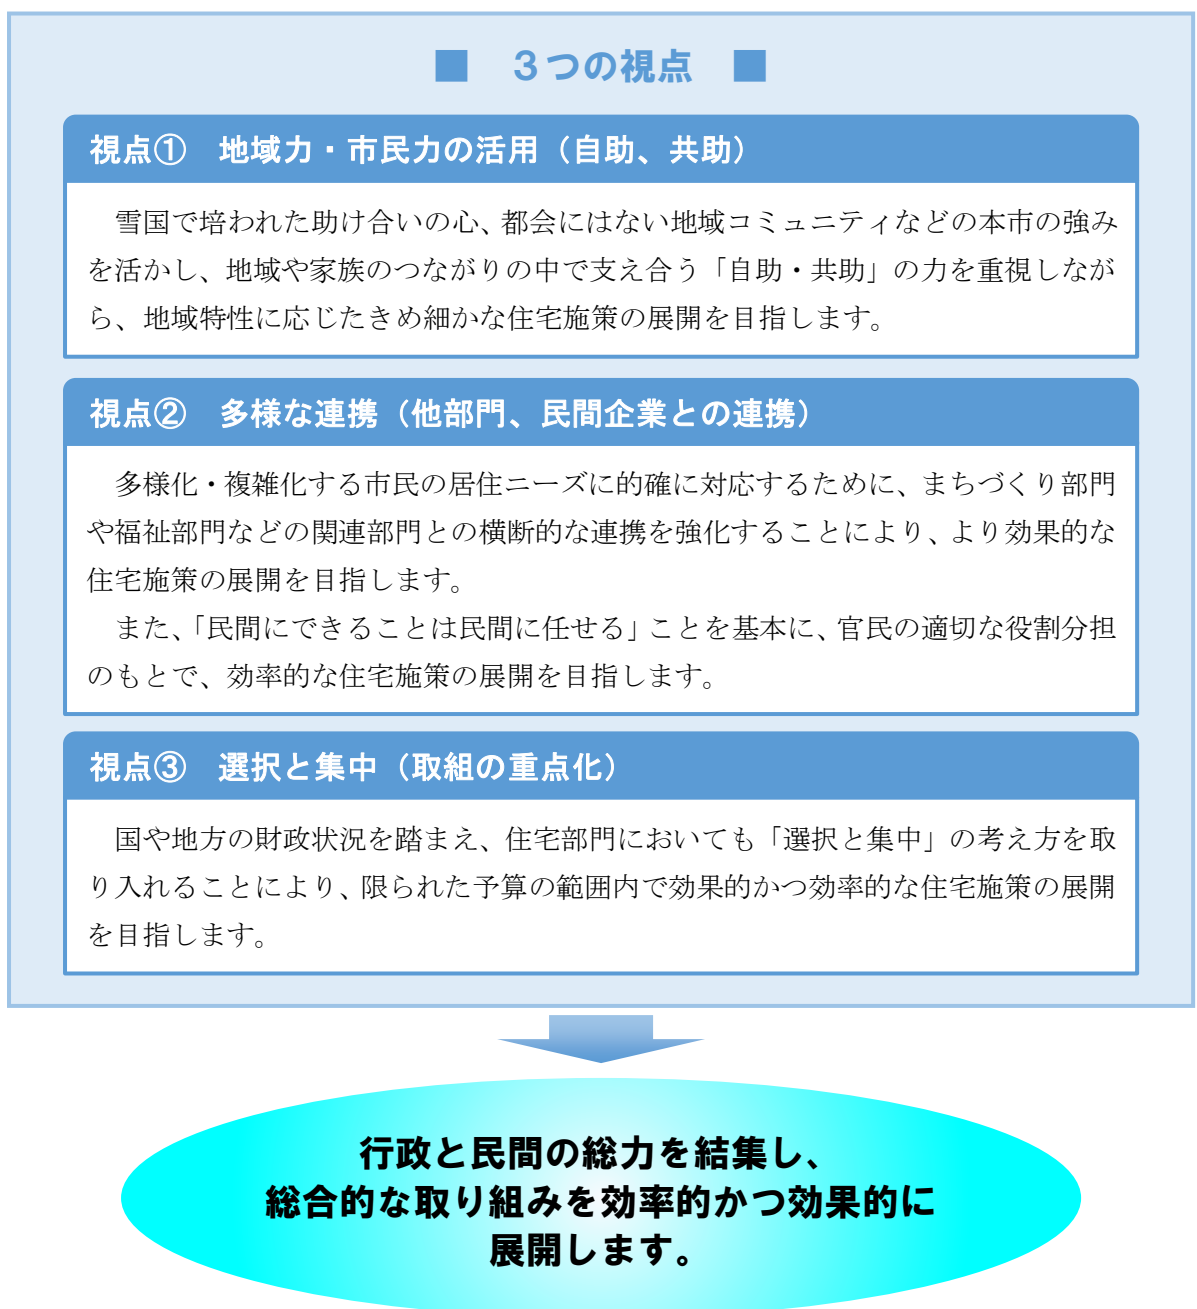 ■　３つの視点　■
視点①　地域力・市民力の活用（自助、共助）
雪国で培われた助け合いの心、都会にはない地域コミュニティなどの本市の強み
を活かし、地域や家族のつながりの中で支え合う「自助・共助」の力を重視しなが
ら、地域特性に応じたきめ細かな住宅施策の展開を目指します。
視点②　多様な連携（他部門、民間企業との連携）
多様化・複雑化する市民の居住ニーズに的確に対応するために、まちづくり部門
や福祉部門などの関連部門との横断的な連携を強化することにより、より効果的な
住宅施策の展開を目指します。
また、「民間にできることは民間に任せる」ことを基本に、官民の適切な役割分担
のもとで、効率的な住宅施策の展開を目指します。
視点③　選択と集中（取組の重点化）
国や地方の財政状況を踏まえ、住宅部門においても「選択と集中」の考え方を取
り入れることにより、限られた予算の範囲内で効果的かつ効率的な住宅施策の展開
を目指します。
行政と民間の総力を結集し、
総合的な取り組みを効率的かつ効果的に
展開します。